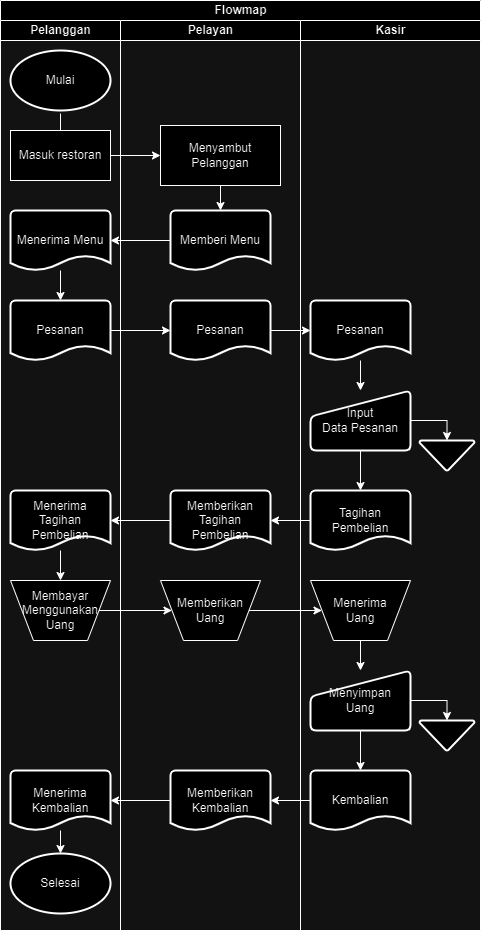 Flowmap
Pelanggan
Pelayan
Kasir
Mulai
Masuk restoran
Menyambut
Pelanggan
Menerima Menu
Memberi Menu
Pesanan
Pesanan
Pesanan
Input
Data Pesanan
Menerima
Tagihan
Pembelian
Memberikan
Tagihan
Pembelian
Tagihan
Pembelian
Membayar
Menggunakan
Uang
Memberikan
Uang
Menerima
Uang
Menyimpan
Uang
Menerima
Kembalian
Memberikan
Kembalian
Kembalian
Selesai